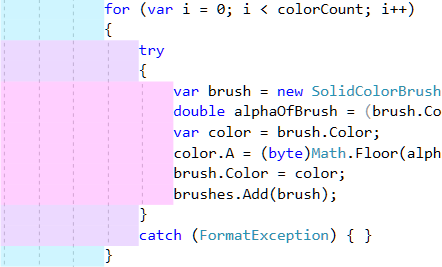 for (var i = 0; i < colorCount; i++)
{
try
{
var brush = new SolidColorBrush
double alphaOfBrush = (brush.Co
var color = brush.Color;
color.A = (byte)Math.Floor(alph
brush.Color = color;
brushes.Add(brush);
}
catch (FormatException) { }
}